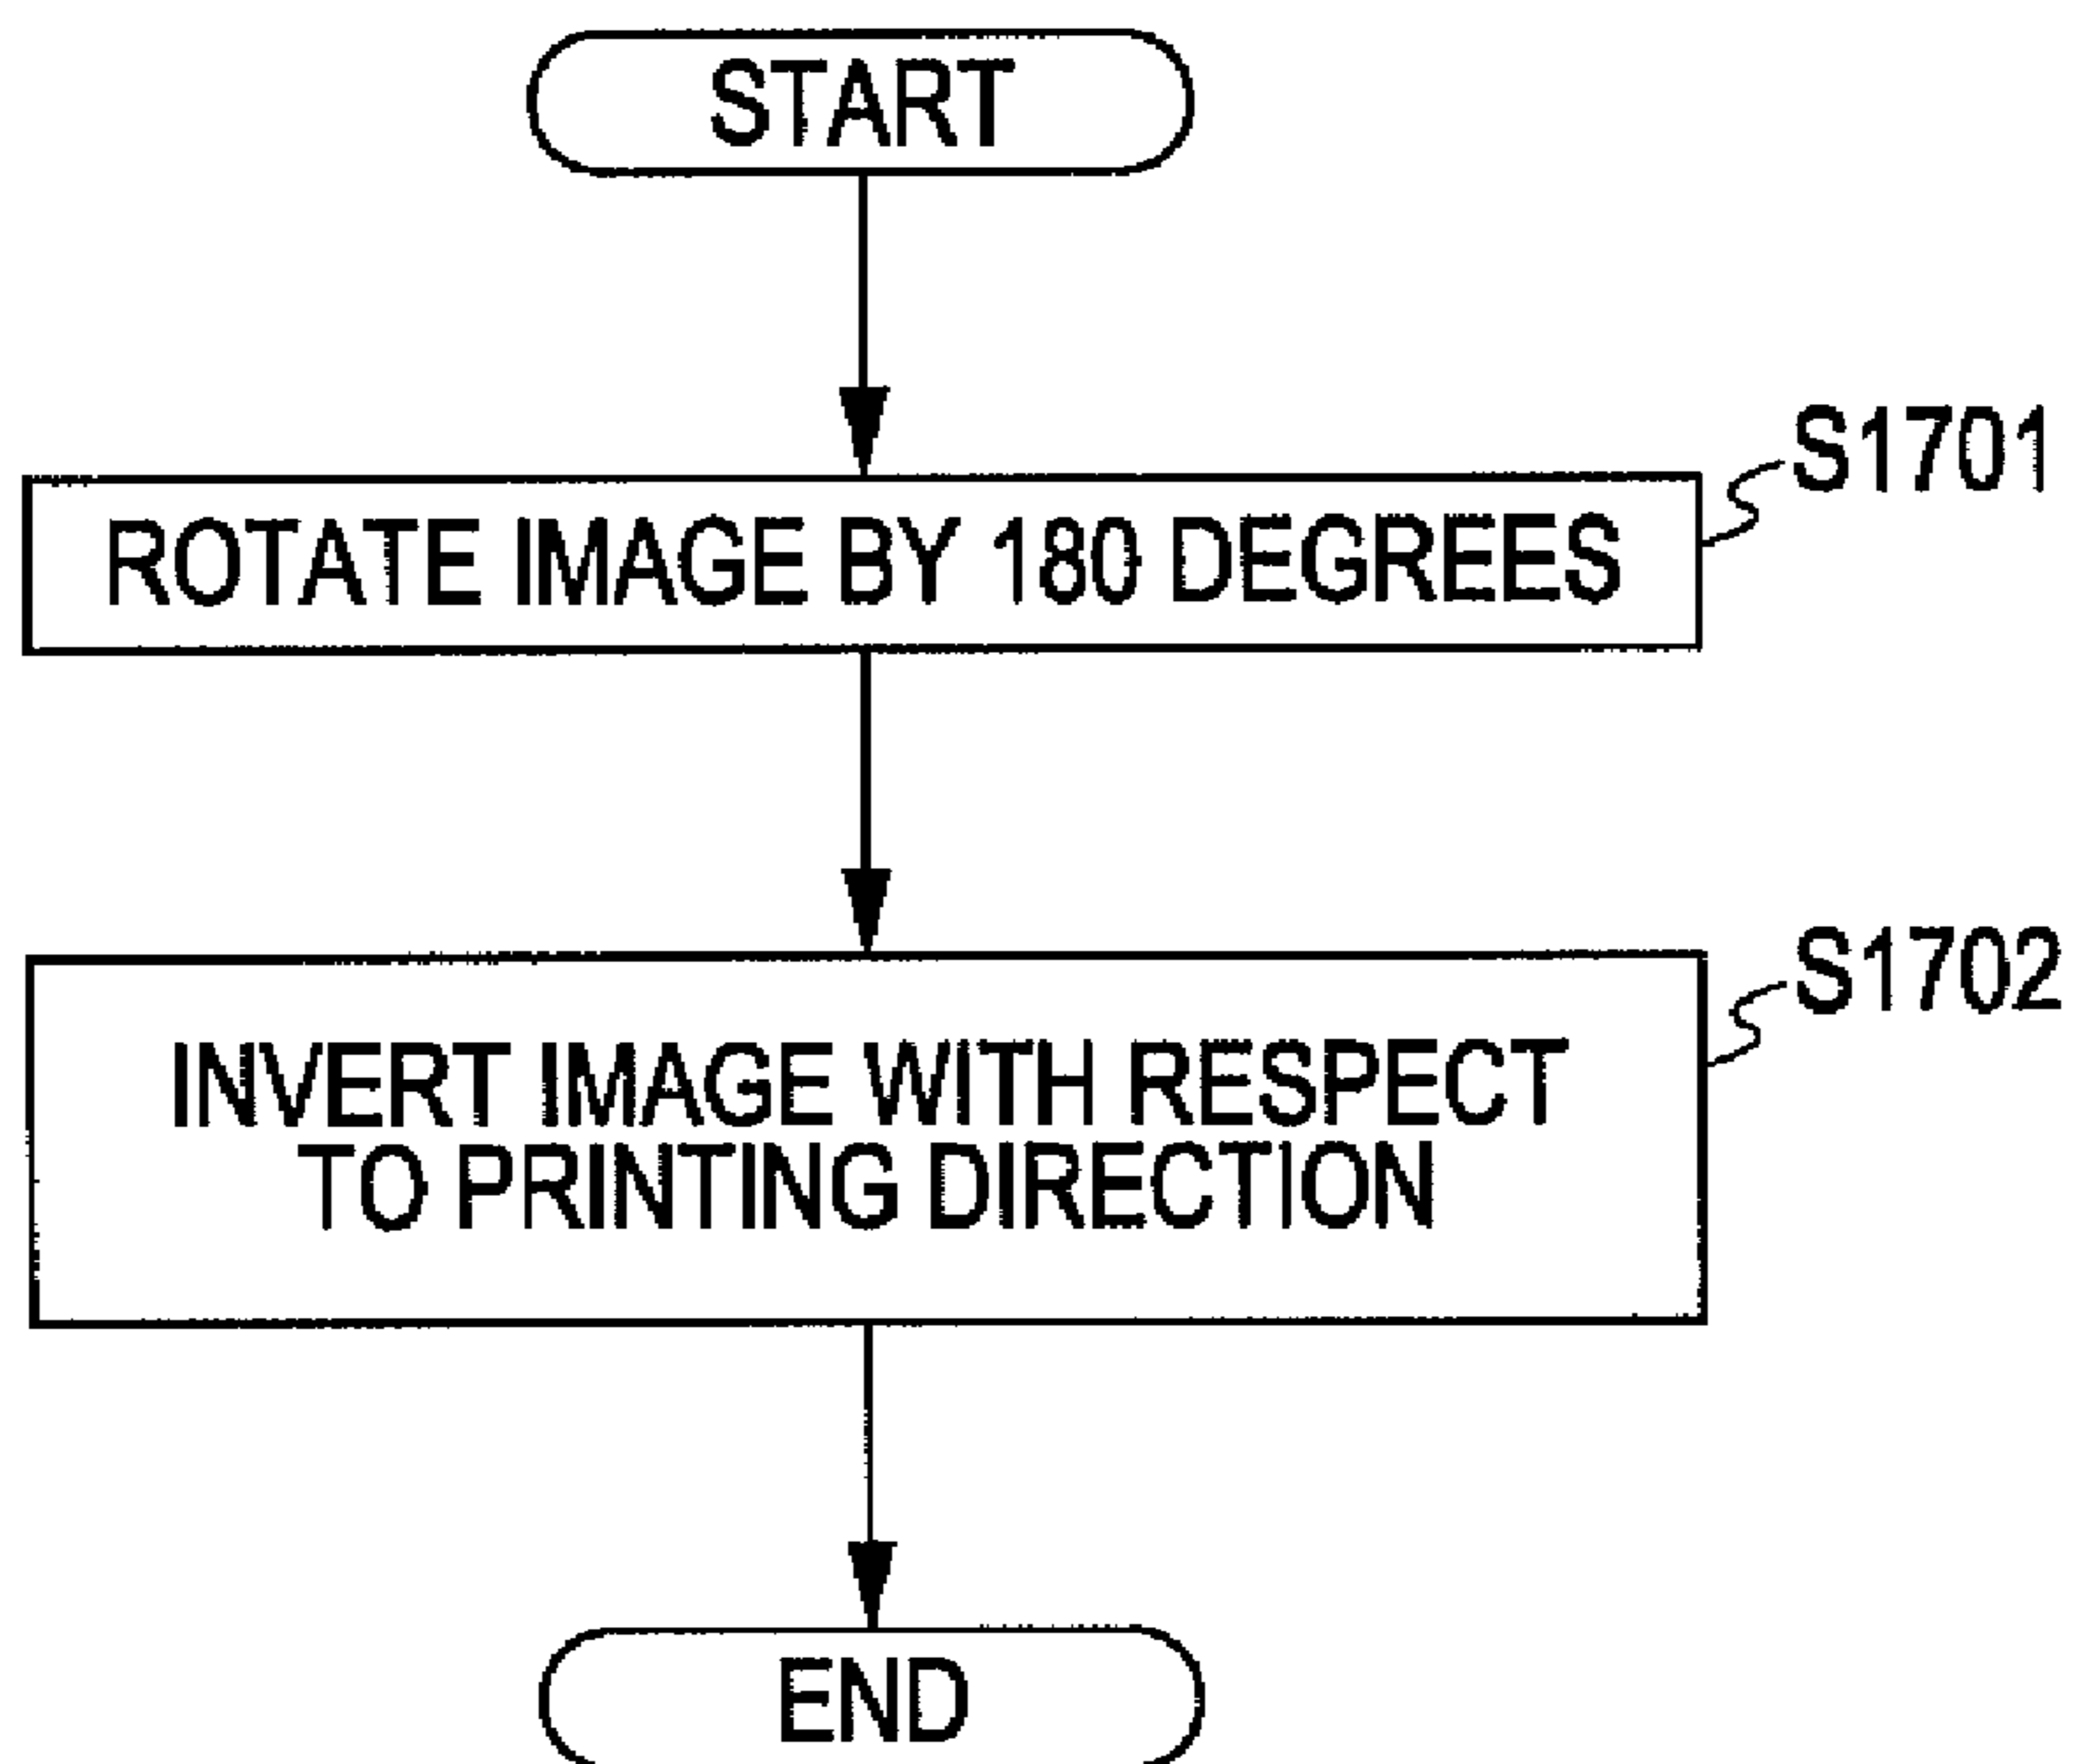 START
S1701
ROTATE IMAGE BY 180 DEGREES
S1702
INVERT IMAGE WITH RESPECT
TO PRINTING DIRECTION
END